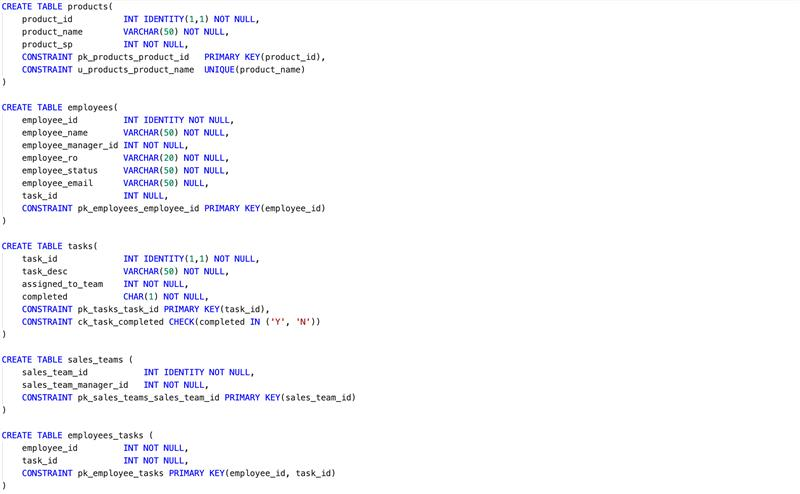 CREATE TABLE products(
    product_id          INT IDENTITY(1,1) NOT NULL,
    product_name        VARCHAR(50) NOT NULL,
    product_sp          INT NOT NULL,
    CONSTRAINT pk_products_product_id   PRIMARY KEY(product_id),
    CONSTRAINT u_products_product_name  UNIQUE(product_name)
)

CREATE TABLE employees(
    employee_id         INT IDENTITY NOT NULL,
    employee_name       VARCHAR(50) NOT NULL,
    employee_manager_id INT NOT NULL,
    employee_ro         VARCHAR(20) NOT NULL,
    employee_status     VARCHAR(50) NOT NULL,
    employee_email      VARCHAR(50) NULL,
    task_id             INT NULL,
    CONSTRAINT pk_employees_employee_id PRIMARY KEY(employee_id)
)

CREATE TABLE tasks(
    task_id             INT IDENTITY(1,1) NOT NULL,
    task_desc           VARCHAR(50) NOT NULL,
    assigned_to_team    INT NOT NULL,
    completed           CHAR(1) NOT NULL,
    CONSTRAINT pk_tasks_task_id PRIMARY KEY(task_id),
    CONSTRAINT ck_task_completed CHECK(completed IN ('Y', 'N'))
)

CREATE TABLE sales_teams (
    sales_team_id           INT IDENTITY NOT NULL,
    sales_team_manager_id   INT NOT NULL,
    CONSTRAINT pk_sales_teams_sales_team_id PRIMARY KEY(sales_team_id)
)

CREATE TABLE employees_tasks (
    employee_id         INT NOT NULL,
    task_id             INT NOT NULL,
    CONSTRAINT pk_employee_tasks PRIMARY KEY(employee_id, task_id)
)